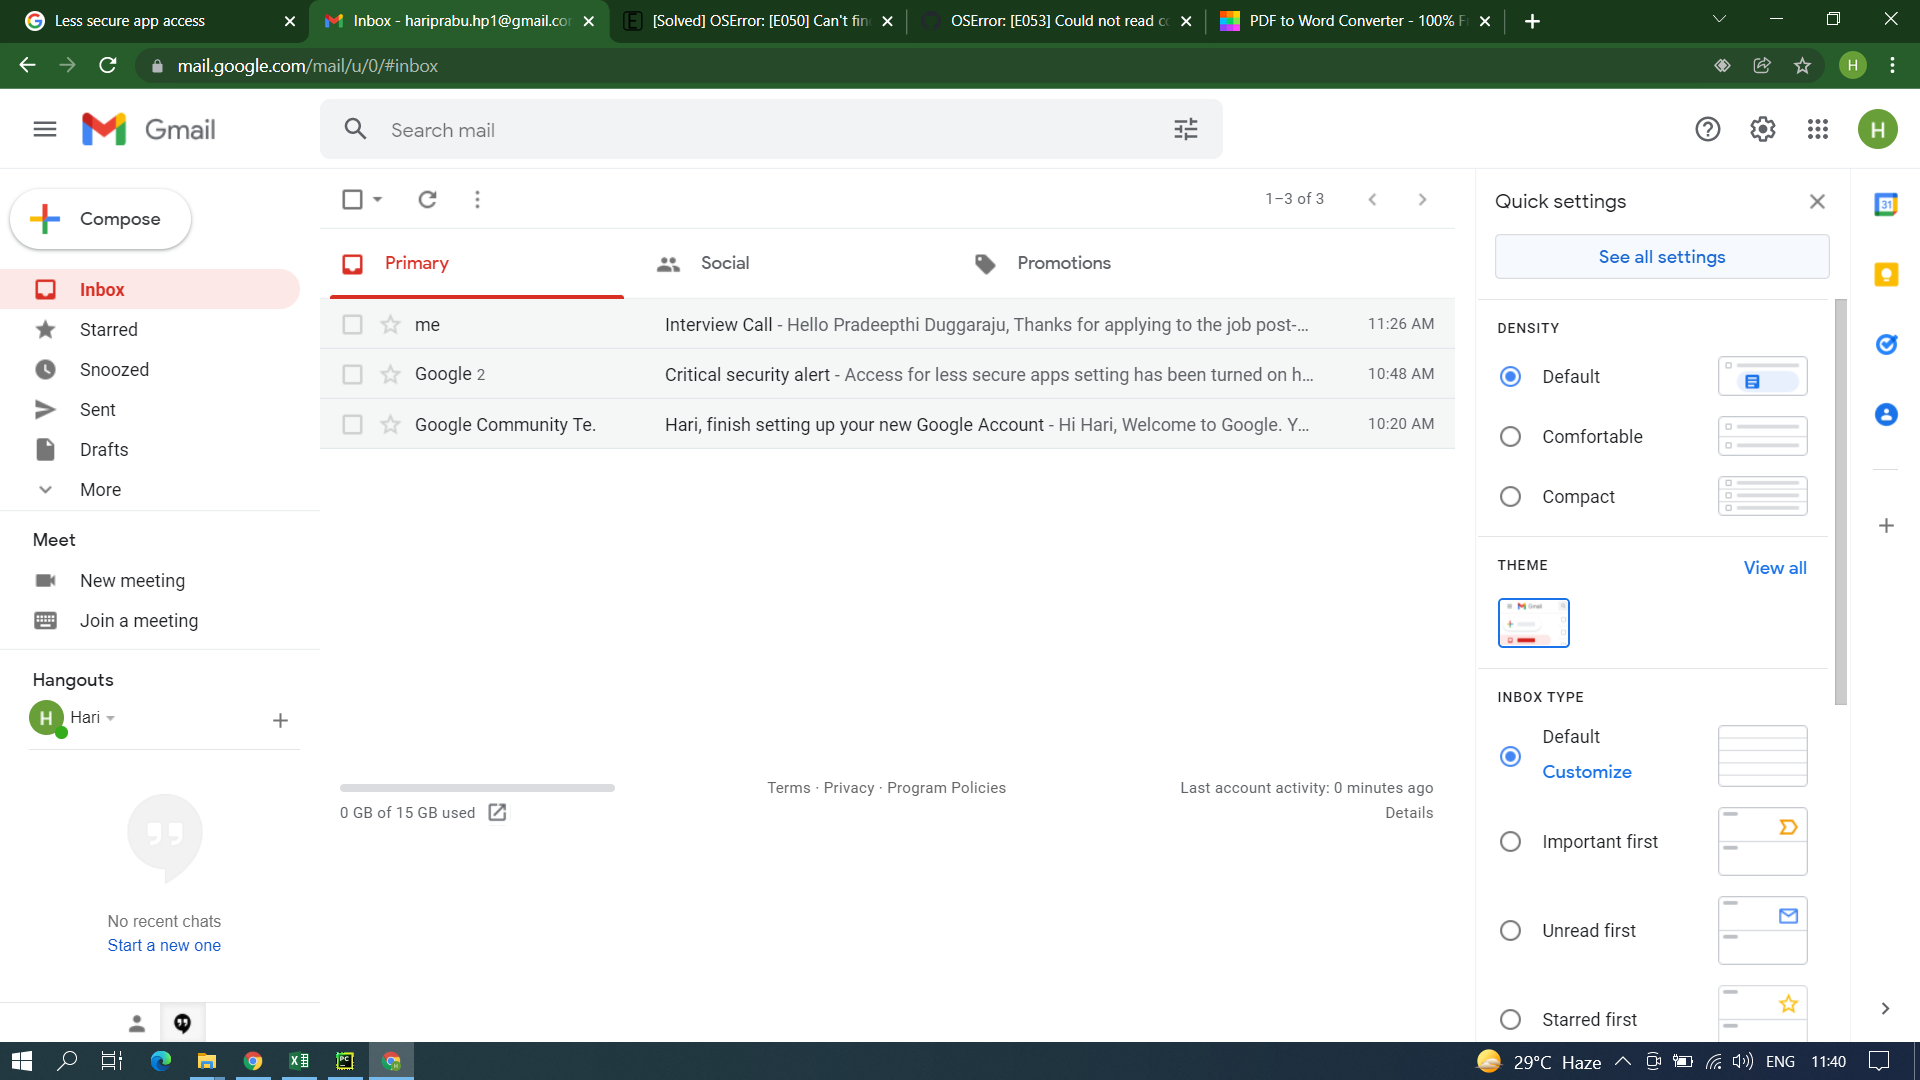 Less secure app access
Inbox - hariprabu.hp1@gmail.cor
[Solved] OSError: [E050] Can't fin
OSError: [E053] Could not read co
PDF to Word Converter - 100% F
mail.google.com/mail/u/0/#inbox
H
Gmail
Search mail
H
Compose
1–3 of 3
Quick settings
See all settings
31
Primary
Social
Promotions
Inbox
Starred
Snoozed
Sent
Drafts
More
me
Interview Call - Hello Pradeepthi Duggaraju, Thanks for applying to the job post-…
11:26 AM
Google 2
Critical security alert - Access for less secure apps setting has been turned on h…
10:48 AM
Google Community Te.
Hari, finish setting up your new Google Account - Hi Hari, Welcome to Google. Y…
10:20 AM
DENSITY
Default
Comfortable
Compact
THEME
View all
Gmail
INBOX TYPE
Default
Customize
Important first
Unread first
Starred first
Meet
New meeting
Join a meeting
Hangouts
H
Hari
No recent chats
Start a new one
0 GB of 15 GB used
Terms · Privacy · Program Policies
Last account activity: 0 minutes ago
Details
PC
29°C Haze
ENG
11:40